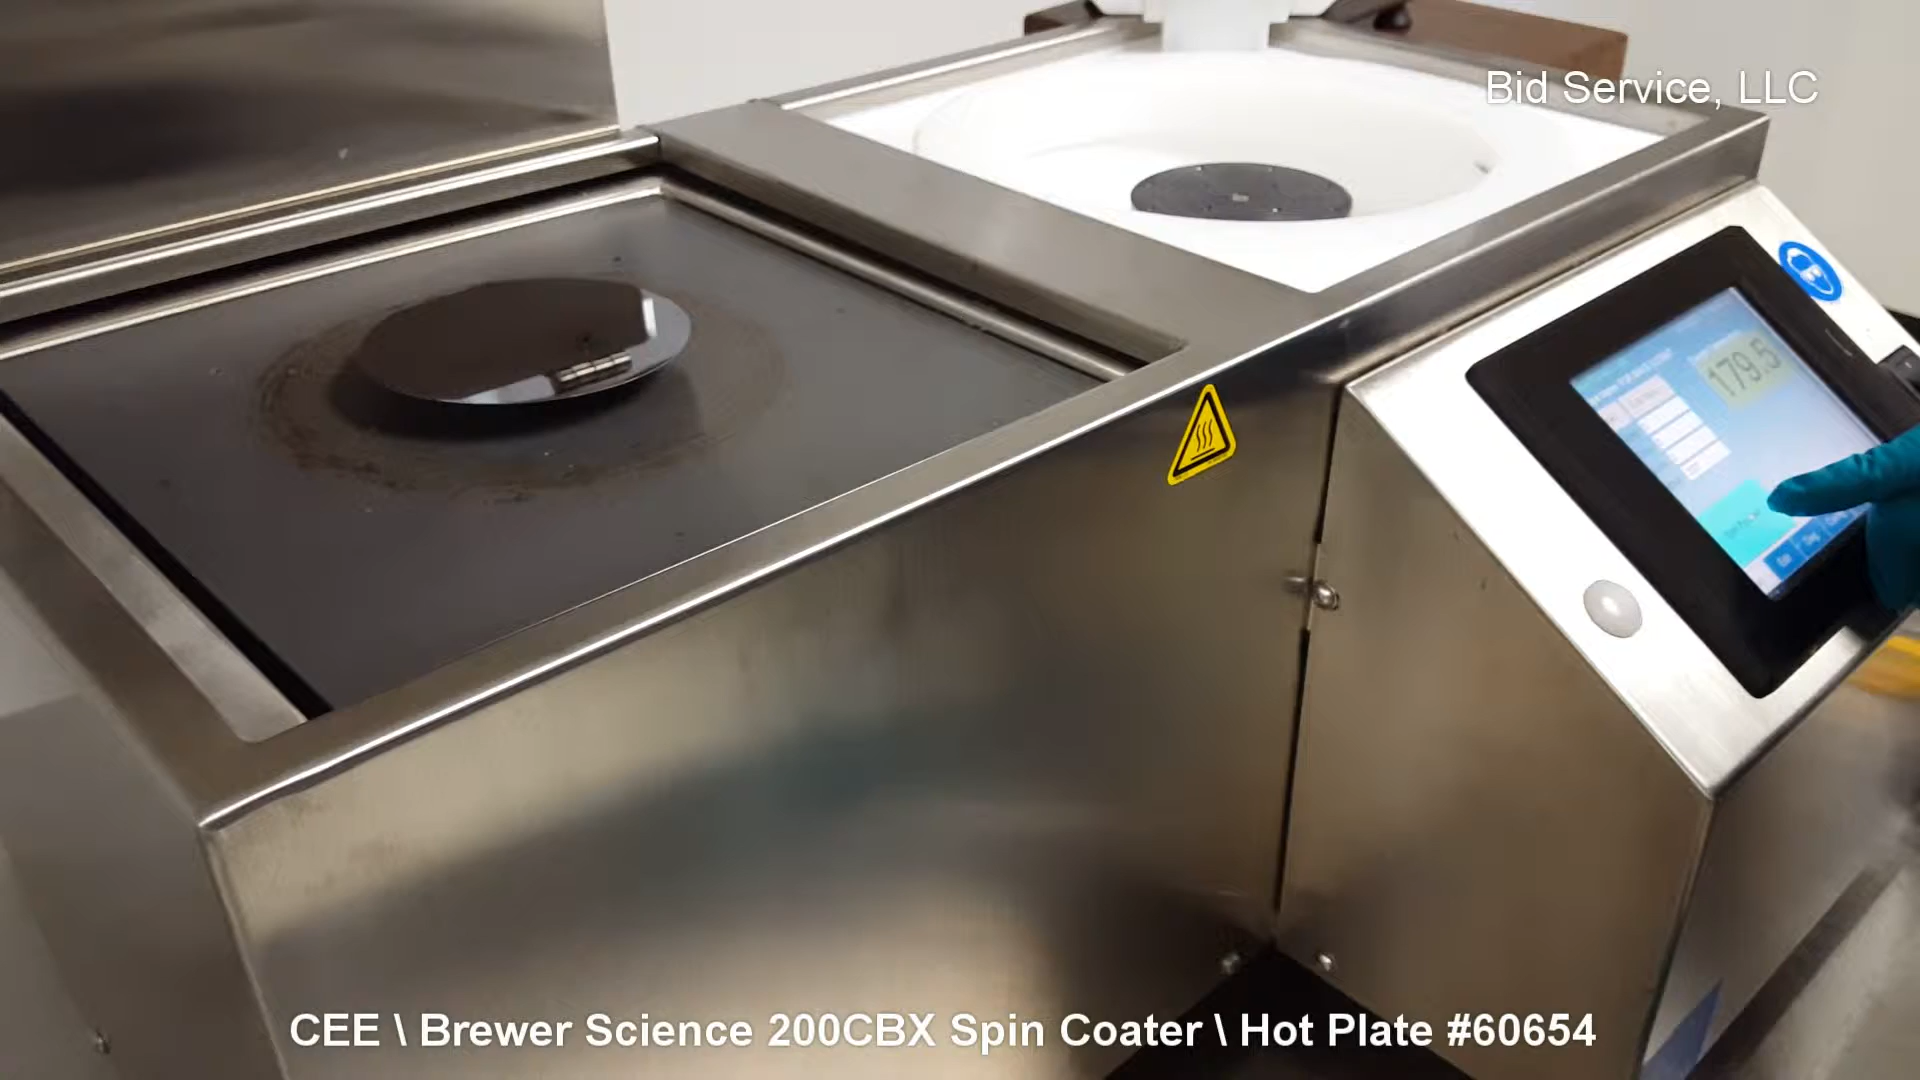 Bid Service, LLC
179.5
CEE \ Brewer Science 200CBX Spin Coater \ Hot Plate #60654